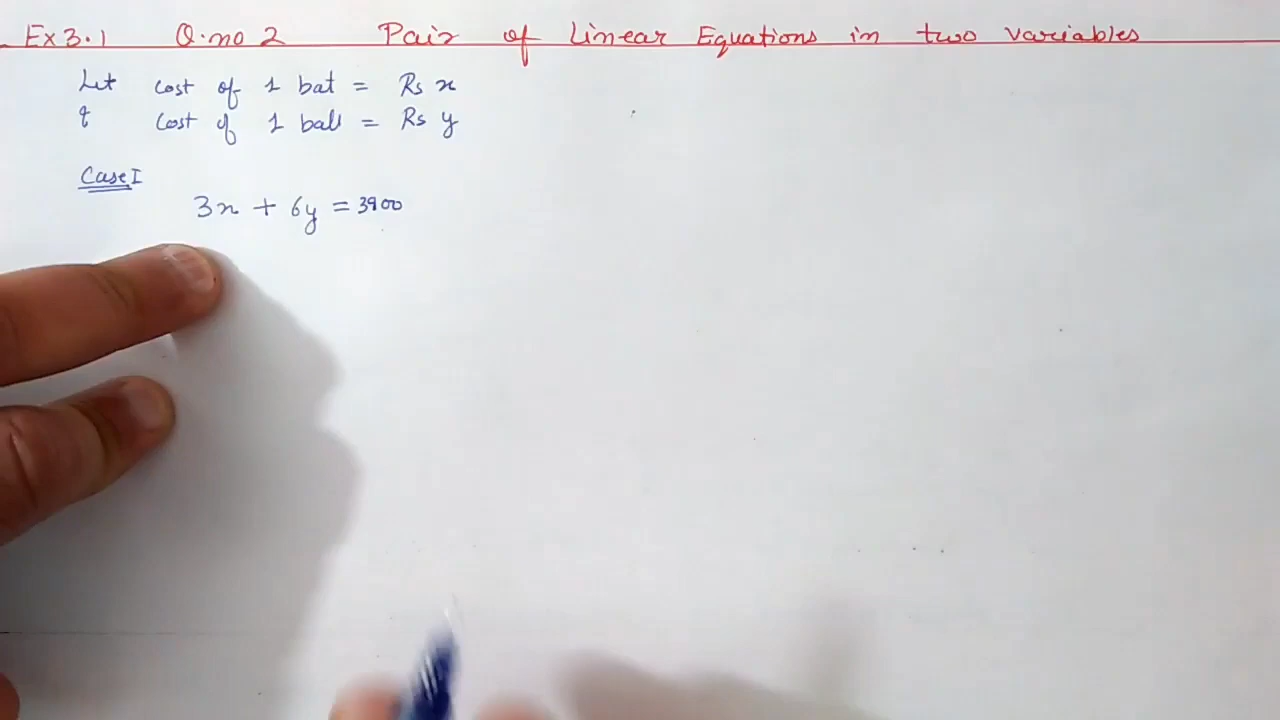 Ex 3.1 Q.no 2 Pair of Linear Equations in two variables
Let cost of 1 bat = Rs x
& Cost of 1 ball = Rs y
Case I
3x + 6y = 3900